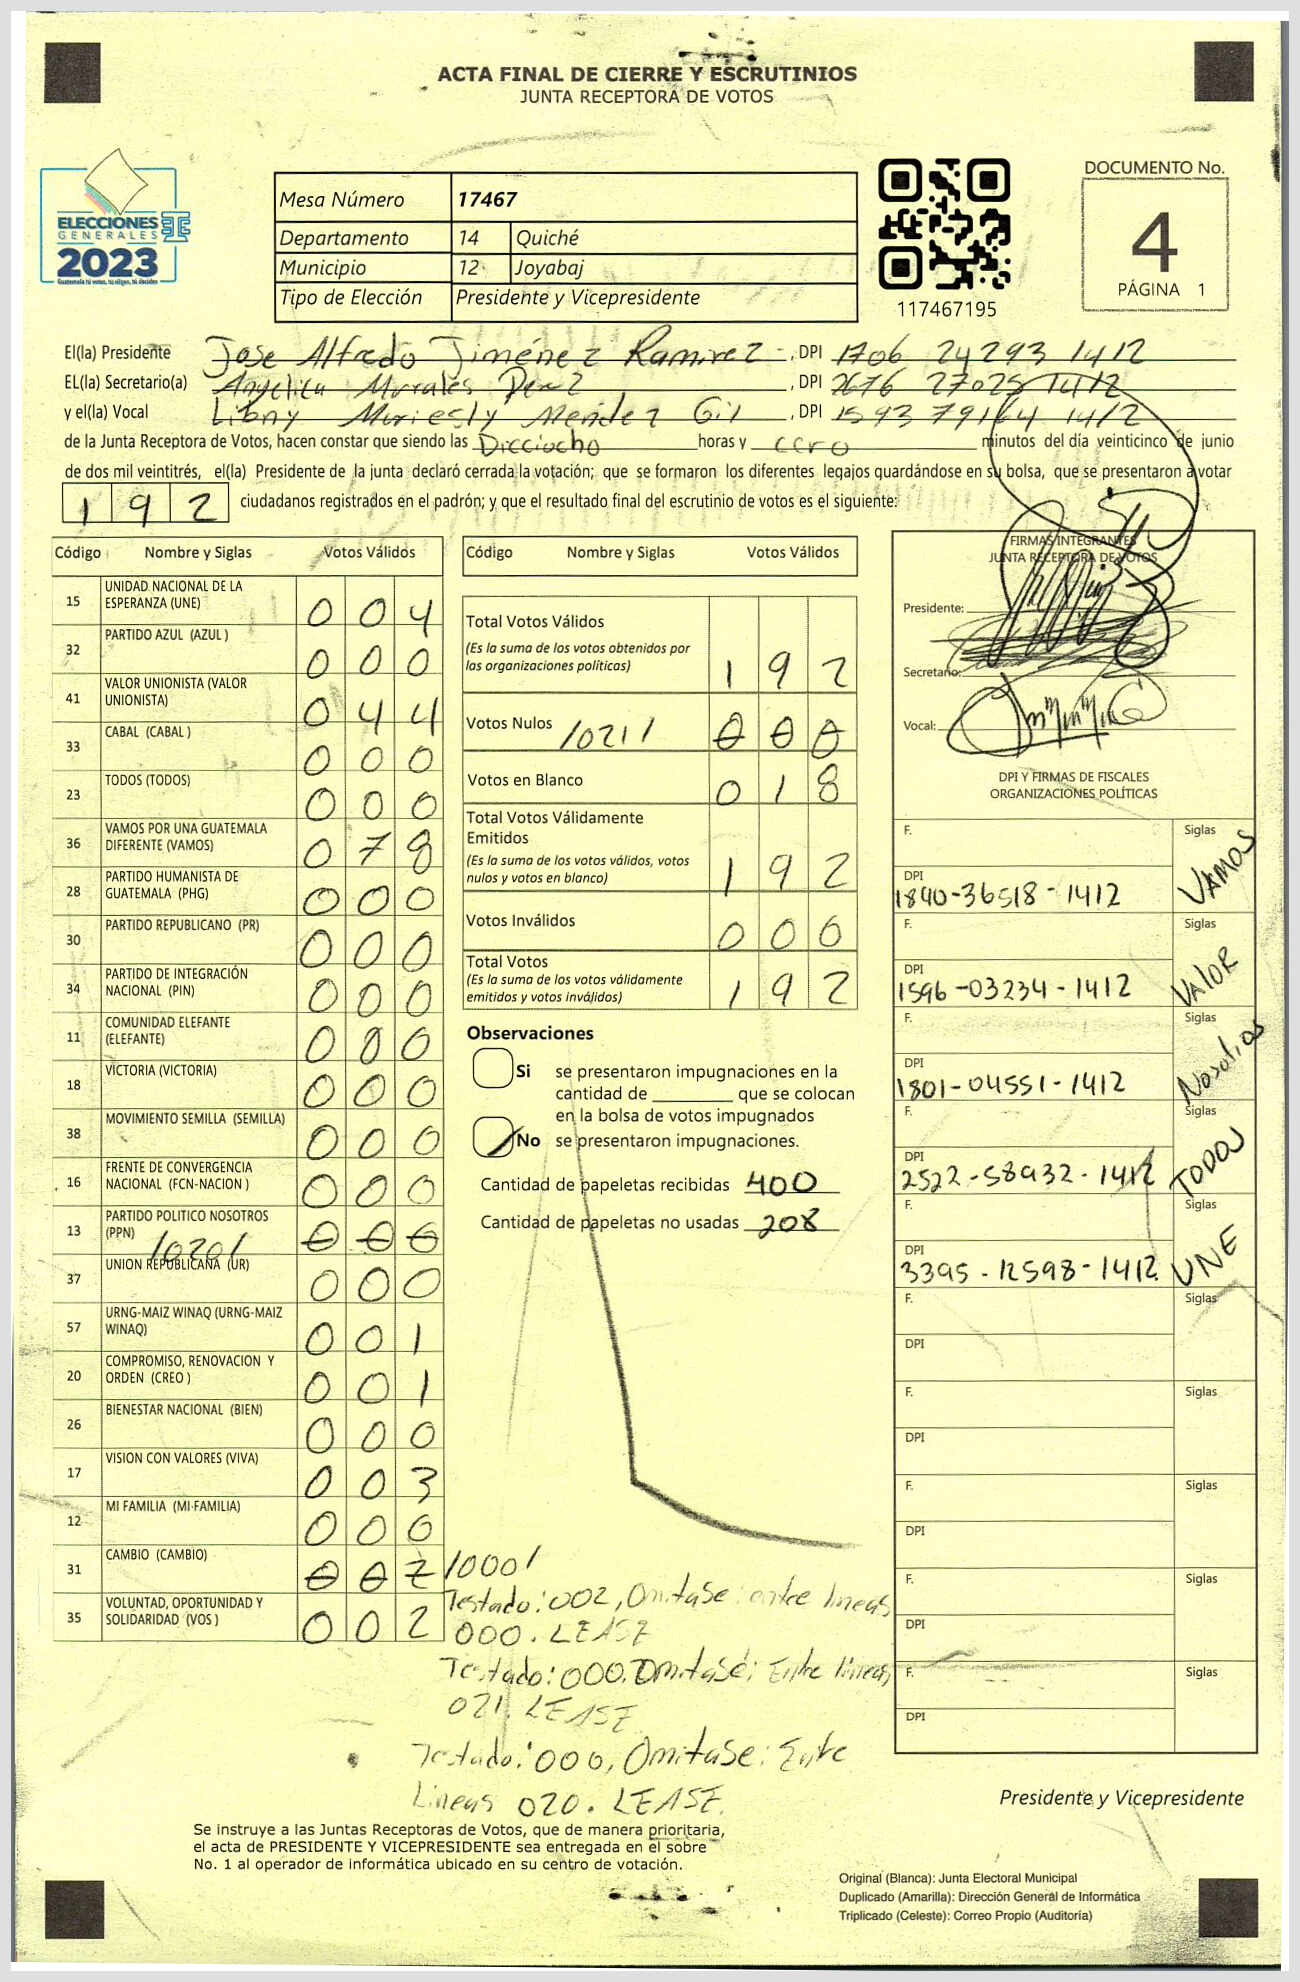 ACTA FINAL DE CIERRE Y ESCRUTINIOS
JUNTA RECEPTORA DE VOTOS
ELECCIONES
GENERALES
2023
Mesa Número 17467
Departamento 14 Quiché
Municipio 12 Joyabaj
Tipo de Elección Presidente y Vicepresidente
117467195
DOCUMENTO No.
4
PÁGINA 1
El(la) Presidente Jose Alfredo Jiménez Ramirez , DPI 1706 24293 1412
EL(la) Secretario(a) Angelica Morales Perez , DPI 2676 27025 1412
y el(la) Vocal Libny Meriesly Mendez Gil , DPI 1593 79164 1412
de la Junta Receptora de Votos, hacen constar que siendo las Dieciocho horas y cero minutos del día veinticinco de junio
de dos mil veintitrés, el(la) Presidente de la junta declaró cerrada la votación; que se formaron los diferentes legajos guardándose en su bolsa, que se presentaron a votar
1 9 2 ciudadanos registrados en el padrón; y que el resultado final del escrutinio de votos es el siguiente:
Código Nombre y Siglas Votos Válidos
15 UNIDAD NACIONAL DE LA
ESPERANZA (UNE) 0 0 4
32 PARTIDO AZUL (AZUL ) 0 0 0
41 VALOR UNIONISTA (VALOR
UNIONISTA) 0 4 4
33 CABAL (CABAL ) 0 0 0
23 TODOS (TODOS) 0 0 0
36 VAMOS POR UNA GUATEMALA
DIFERENTE (VAMOS) 0 7 8
28 PARTIDO HUMANISTA DE
GUATEMALA (PHG) 0 0 0
30 PARTIDO REPUBLICANO (PR) 0 0 0
34 PARTIDO DE INTEGRACIÓN
NACIONAL (PIN) 0 0 0
11 COMUNIDAD ELEFANTE
(ELEFANTE) 0 0 0
18 VICTORIA (VICTORIA) 0 0 0
38 MOVIMIENTO SEMILLA (SEMILLA) 0 0 0
16 FRENTE DE CONVERGENCIA
NACIONAL (FCN-NACION ) 0 0 0
13 PARTIDO POLITICO NOSOTROS
(PPN) /020/ 0 0 0
37 UNION REPUBLICANA (UR) 0 0 0
57 URNG-MAIZ WINAQ (URNG-MAIZ
WINAQ) 0 0 1
20 COMPROMISO, RENOVACION Y
ORDEN (CREO ) 0 0 1
26 BIENESTAR NACIONAL (BIEN) 0 0 0
17 VISION CON VALORES (VIVA) 0 0 3
12 MI FAMILIA (MI-FAMILIA) 0 0 0
31 CAMBIO (CAMBIO) 0 0 2 /000/
35 VOLUNTAD, OPORTUNIDAD Y
SOLIDARIDAD (VOS ) 0 0 2
Código Nombre y Siglas Votos Válidos
Total Votos Válidos
(Es la suma de los votos obtenidos por
las organizaciones políticas) 1 9 2
Votos Nulos /021/ 0 0 0
Votos en Blanco 0 1 8
Total Votos Válidamente
Emitidos
(Es la suma de los votos válidos, votos
nulos y votos en blanco) 1 9 2
Votos Inválidos 0 0 0
Total Votos
(Es la suma de los votos válidamente
emitidos y votos inválidos) 1 9 2
Observaciones
Si se presentaron impugnaciones en la
cantidad de ________ que se colocan
en la bolsa de votos impugnados
No se presentaron impugnaciones.
Cantidad de papeletas recibidas 400
Cantidad de papeletas no usadas 208
Testado: 002, Omitase: entre lineas
000. LEASE
Testado: 000. Omitase: Entre lineas
021. LEASE
Testado: 000, Omitase: Entre
Lineas 020. LEASE.
FIRMAS INTEGRANTES
JUNTA RECEPTORA DE VOTOS
Presidente:
Secretario:
Vocal:
DPI Y FIRMAS DE FISCALES
ORGANIZACIONES POLÍTICAS
F. Siglas VAMOS
DPI 1840-36518-1412
F. Siglas VALOR
DPI 1596-03234-1412
F. Siglas Nosotros
DPI 1801-04551-1412
F. Siglas TODOS
DPI 2522-58932-1412
F. Siglas UNE
DPI 3395-12598-1412
F. Siglas
DPI
F. Siglas
DPI
F. Siglas
DPI
F. Siglas
DPI
F. Siglas
DPI
Presidente y Vicepresidente
Se instruye a las Juntas Receptoras de Votos, que de manera prioritaria,
el acta de PRESIDENTE Y VICEPRESIDENTE sea entregada en el sobre
No. 1 al operador de informática ubicado en su centro de votación.
Original (Blanca): Junta Electoral Municipal
Duplicado (Amarilla): Dirección General de Informática
Triplicado (Celeste): Correo Propio (Auditoría)